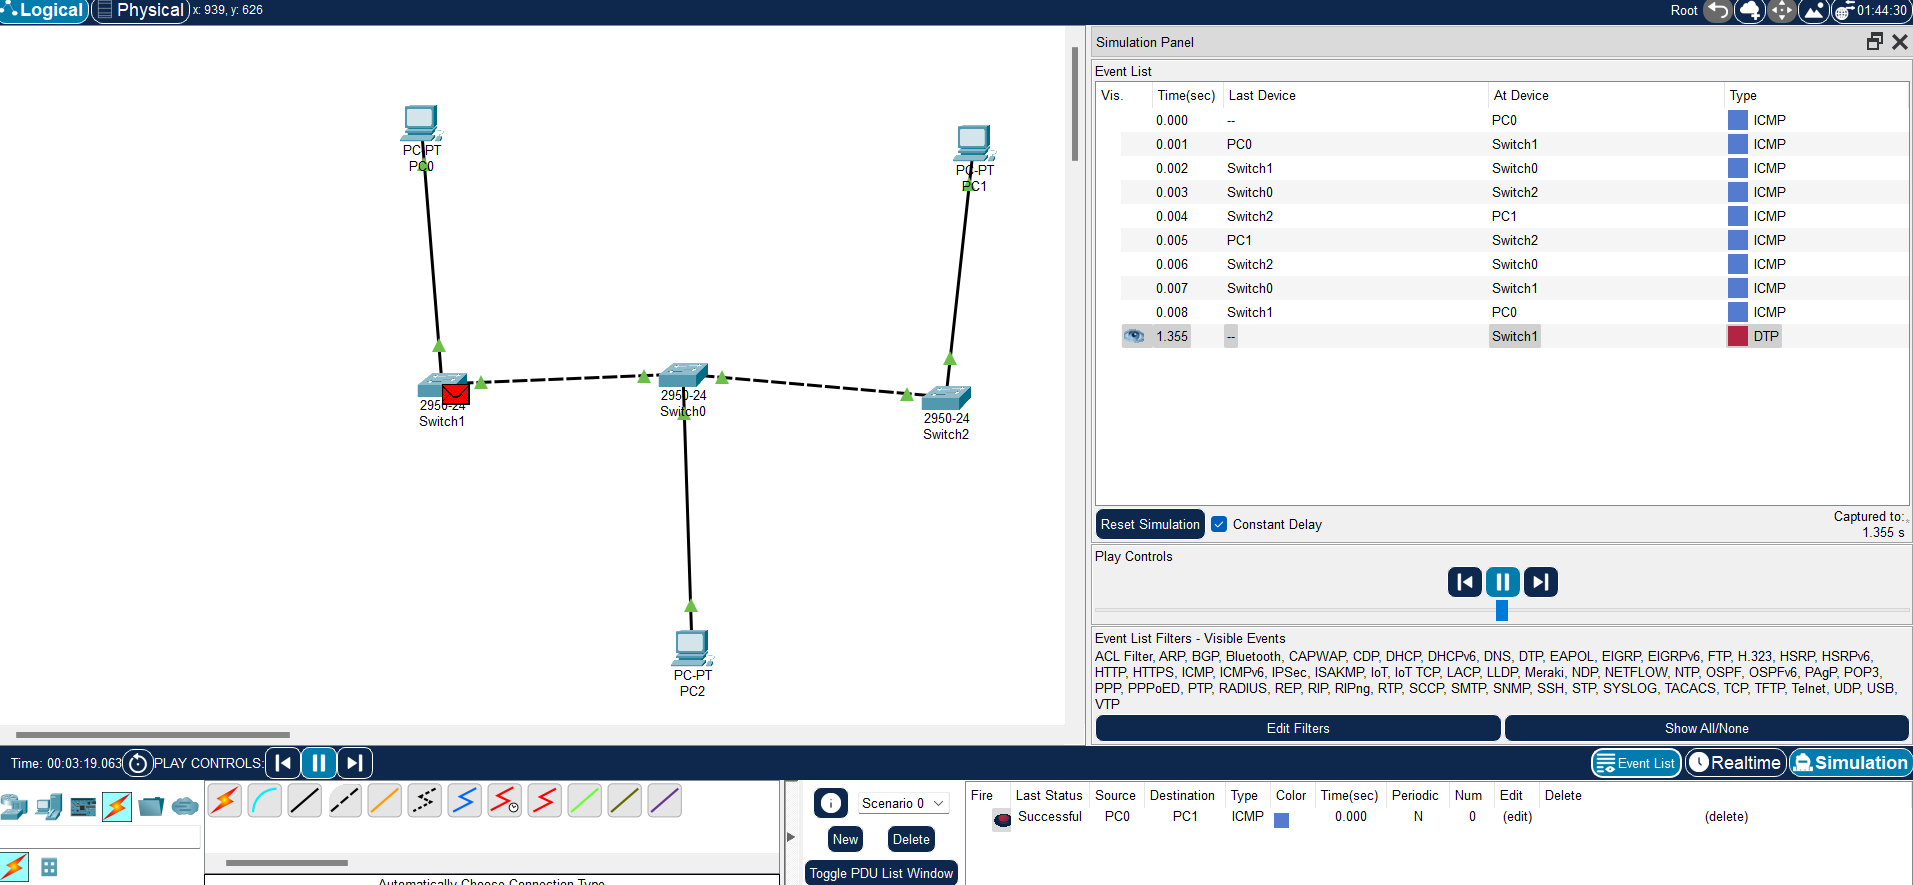 Logical Physical x: 939, y: 626 Root 01:44:30
PC-PT
PC0
PC-PT
PC1
2950-24
Switch1
2950-24
Switch0
2950-24
Switch2
PC-PT
PC2
Simulation Panel
Event List
Vis. Time(sec) Last Device At Device Type
0.000 -- PC0 ICMP
0.001 PC0 Switch1 ICMP
0.002 Switch1 Switch0 ICMP
0.003 Switch0 Switch2 ICMP
0.004 Switch2 PC1 ICMP
0.005 PC1 Switch2 ICMP
0.006 Switch2 Switch0 ICMP
0.007 Switch0 Switch1 ICMP
0.008 Switch1 PC0 ICMP
1.355 -- Switch1 DTP
Reset Simulation Constant Delay
Captured to:
1.355 s
Play Controls
Event List Filters - Visible Events
ACL Filter, ARP, BGP, Bluetooth, CAPWAP, CDP, DHCP, DHCPv6, DNS, DTP, EAPOL, EIGRP, EIGRPv6, FTP, H.323, HSRP, HSRPv6,
HTTP, HTTPS, ICMP, ICMPv6, IPSec, ISAKMP, IoT, IoT TCP, LACP, LLDP, Meraki, NDP, NETFLOW, NTP, OSPF, OSPFv6, PAgP, POP3,
PPP, PPPoED, PTP, RADIUS, REP, RIP, RIPng, RTP, SCCP, SMTP, SNMP, SSH, STP, SYSLOG, TACACS, TCP, TFTP, Telnet, UDP, USB,
VTP
Edit Filters Show All/None
Time: 00:03:19.063 PLAY CONTROLS: Event List Realtime Simulation
Scenario 0
New Delete
Toggle PDU List Window
Fire Last Status Source Destination Type Color Time(sec) Periodic Num Edit Delete
Successful PC0 PC1 ICMP 0.000 N 0 (edit) (delete)
Automatically Choose Connection Type